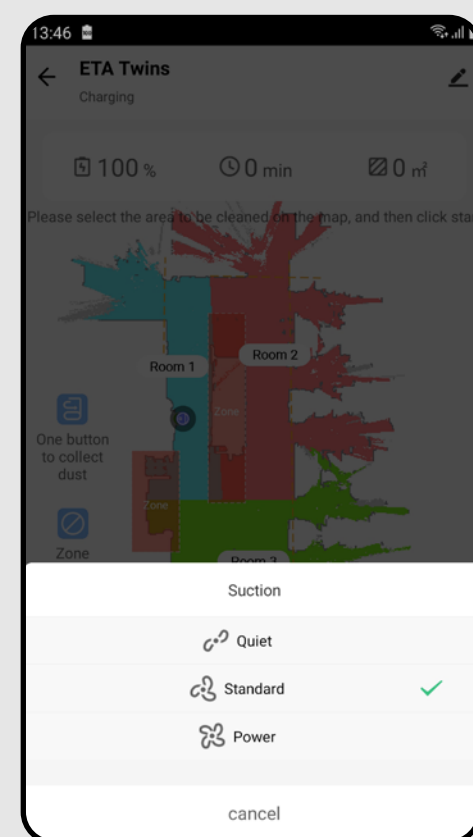 13:46
ETA Twins
Charging
100 %
0 min
0 ㎡
Please select the area to be cleaned on the map, and then click sta
Room 1
Room 2
Zone
One button
to collect
dust
Zone
Zone
Room 3
Suction
Quiet
Standard
Power
cancel